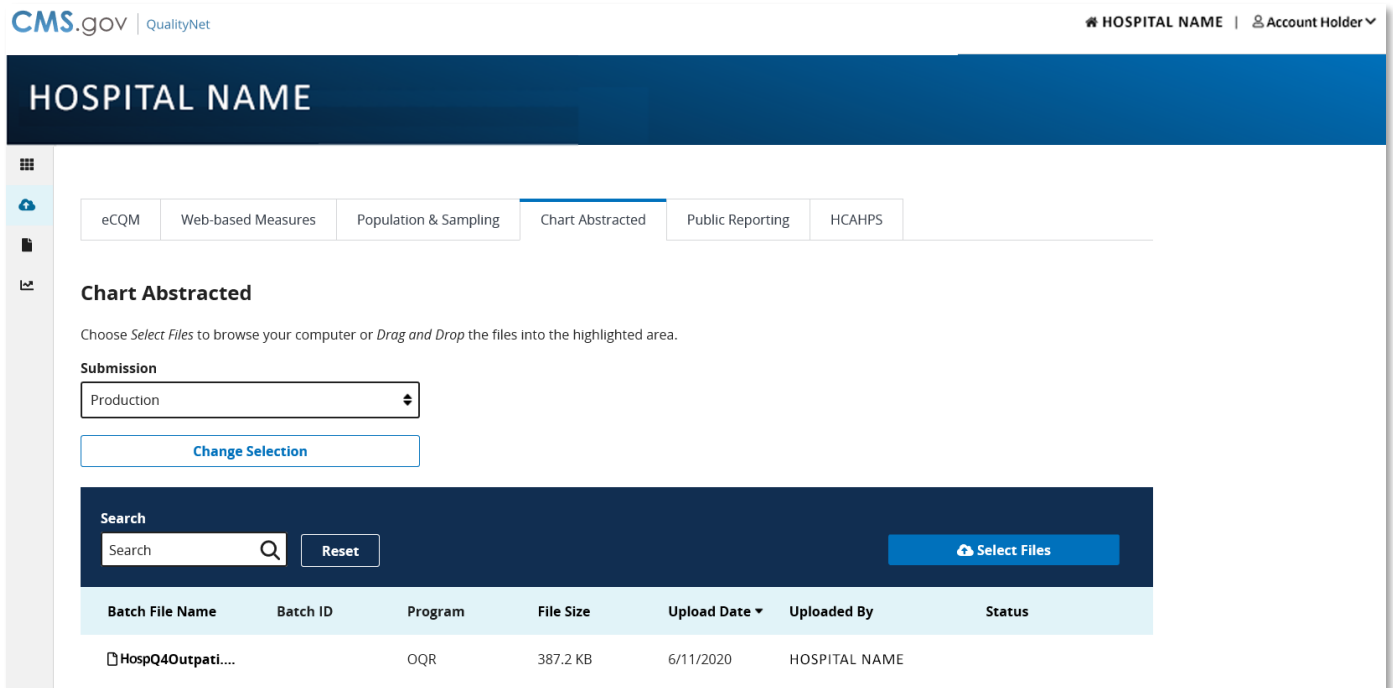 CMS.gov | QualityNet
HOSPITAL NAME | Account Holder
HOSPITAL NAME
eCQM Web-based Measures Population & Sampling Chart Abstracted Public Reporting HCAHPS
Chart Abstracted
Choose Select Files to browse your computer or Drag and Drop the files into the highlighted area.
Submission
Production
Change Selection
Search
Search Reset Select Files
Batch File Name Batch ID Program File Size Upload Date Uploaded By Status
HospQ4Outpati.... OQR 387.2 KB 6/11/2020 HOSPITAL NAME